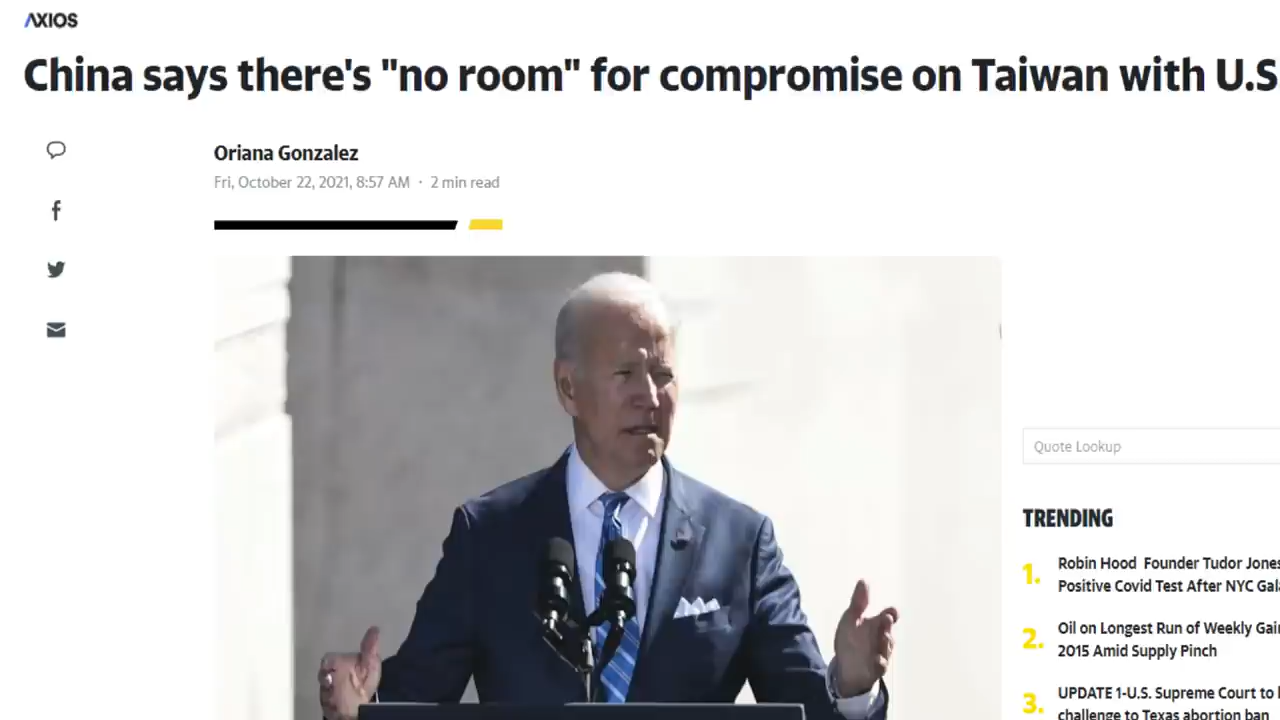 AXIOS
China says there's "no room" for compromise on Taiwan with U.S
Oriana Gonzalez
Fri, October 22, 2021, 8:57 AM · 2 min read
Quote Lookup
TRENDING
1.
Robin Hood Founder Tudor Jones
Positive Covid Test After NYC Gal
2.
Oil on Longest Run of Weekly Gai
2015 Amid Supply Pinch
3.
UPDATE 1-U.S. Supreme Court to
challenge to Texas abortion ban